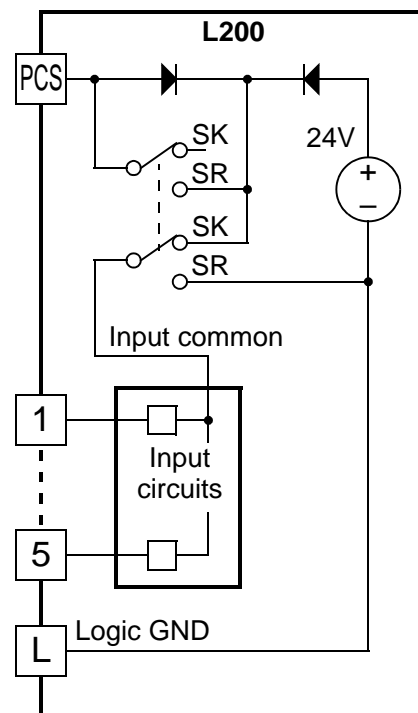 L200
PCS
SK
24V
SR
+
–
SK
SR
Input common
1
Input
circuits
5
Logic GND
L